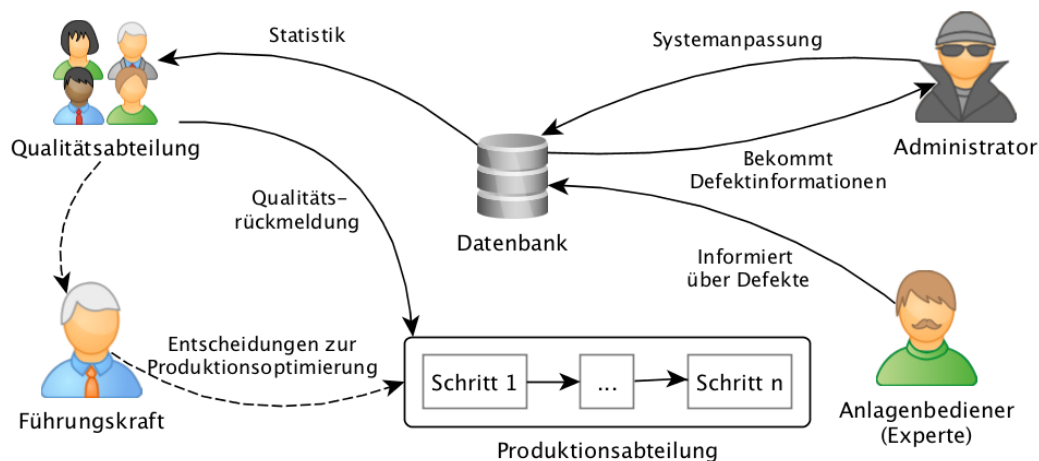 Statistik
Systemanpassung
Qualitätsabteilung
Administrator
Bekommt
Defektinformationen
Qualitäts-
rückmeldung
Datenbank
Informiert
über Defekte
Entscheidungen zur
Produktionsoptimierung
Schritt 1
...
Schritt n
Führungskraft
Anlagenbediener
(Experte)
Produktionsabteilung